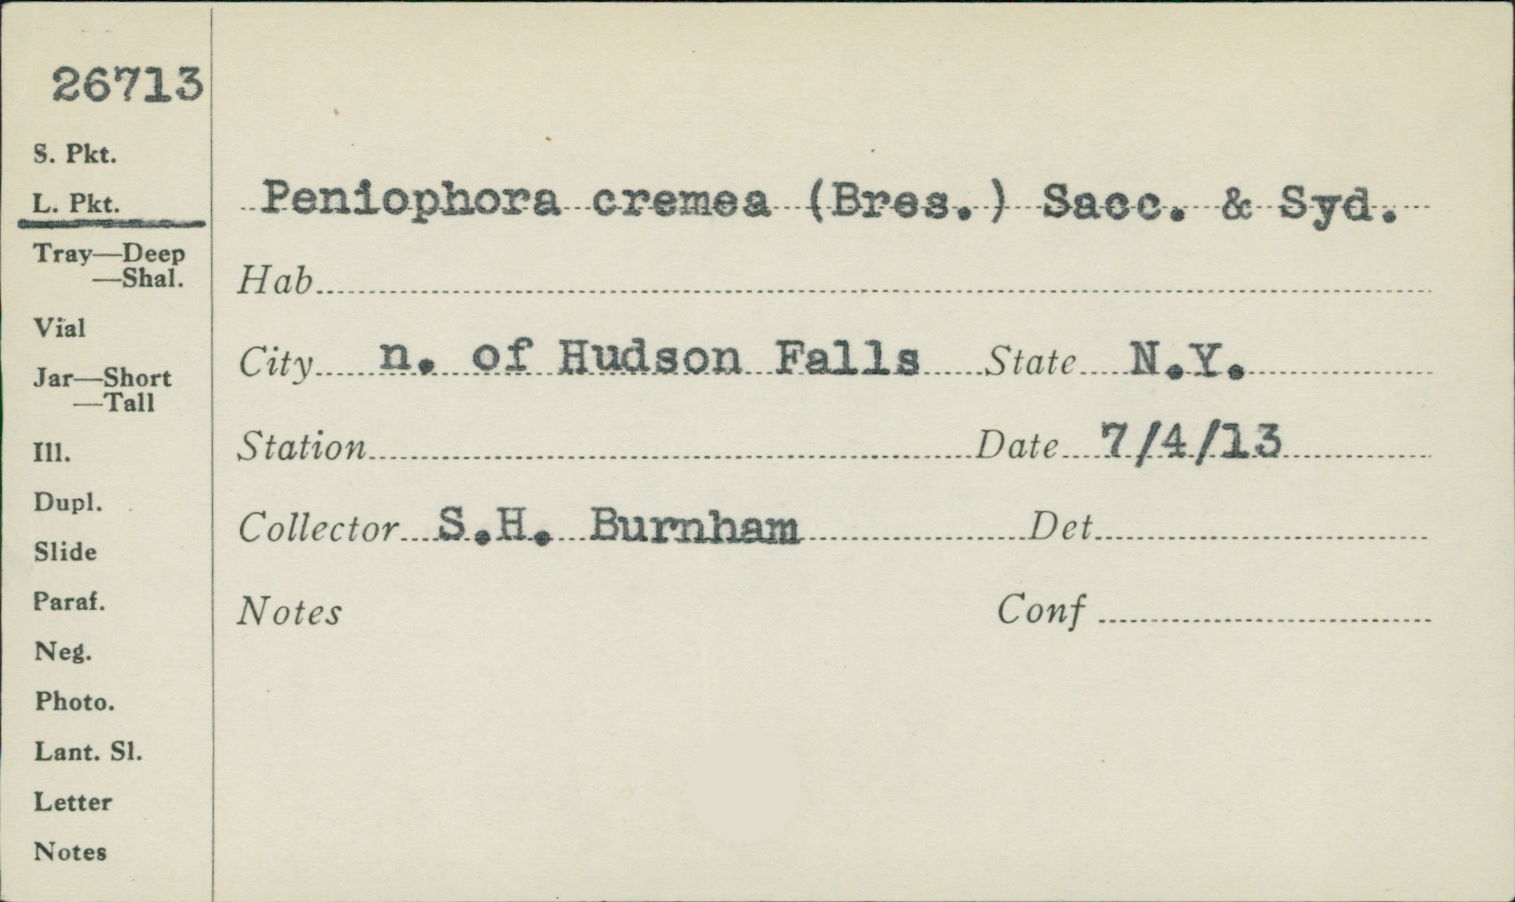 26713
S. Pkt.
L. Pkt.
Tray—Deep
—Shal.
Vial
Jar—Short
—Tall
Ill.
Dupl.
Slide
Paraf.
Neg.
Photo.
Lant. Sl.
Letter
Notes
Peniophora cremea (Bres.) Sacc. & Syd.
Hab
City n. of Hudson Falls State N.Y.
Station Date 7/4/13
Collector S.H. Burnham Det
Notes Conf